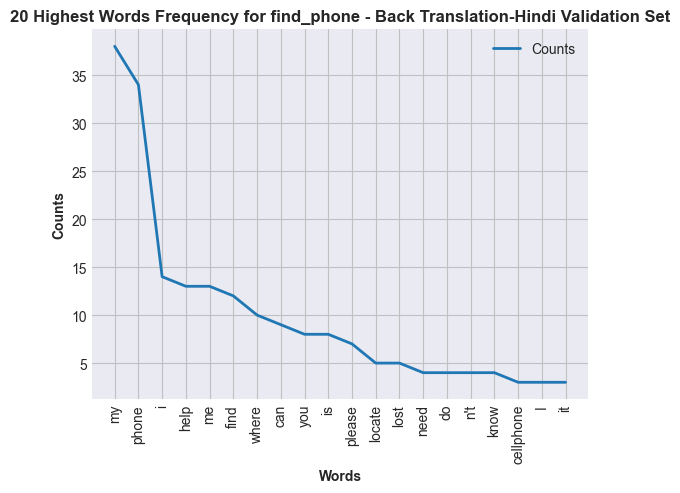 20 Highest Words Frequency for find_phone - Back Translation-Hindi Validation Set
Counts
Counts
35
30
25
20
15
10
5
my
phone
i
help
me
find
where
can
you
is
please
locate
lost
need
do
n't
know
cellphone
I
it
Words